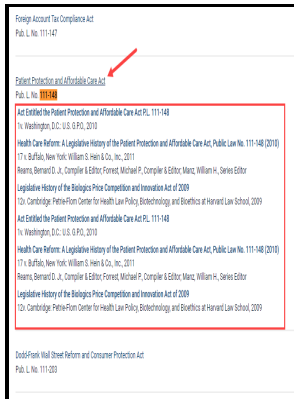 Foreign Account Tax Compliance Act
Pub. L. No. 111-147
Patient Protection and Affordable Care Act
Pub. L. No. 111-148
Act Entitled the Patient Protection and Affordable Care Act P.L. 111-148
1v. Washington, D.C.: U.S. G.P.O., 2010
Health Care Reform: A Legislative History of the Patient Protection and Affordable Care Act, Public Law No. 111-148 (2010)
17 v. Buffalo, New York: William S. Hein & Co., Inc., 2011
Reams, Bernard D. Jr., Compiler & Editor; Forrest, Michael P., Compiler & Editor; Manz, William H., Series Editor
Legislative History of the Biologics Price Competition and Innovation Act of 2009
12v. Cambridge: Petrie-Flom Center for Health Law Policy, Biotechnology, and Bioethics at Harvard Law School, 2009
Act Entitled the Patient Protection and Affordable Care Act P.L. 111-148
1v. Washington, D.C.: U.S. G.P.O., 2010
Health Care Reform: A Legislative History of the Patient Protection and Affordable Care Act, Public Law No. 111-148 (2010)
17 v. Buffalo, New York: William S. Hein & Co., Inc., 2011
Reams, Bernard D. Jr., Compiler & Editor; Forrest, Michael P., Compiler & Editor; Manz, William H., Series Editor
Legislative History of the Biologics Price Competition and Innovation Act of 2009
12v. Cambridge: Petrie-Flom Center for Health Law Policy, Biotechnology, and Bioethics at Harvard Law School, 2009
Dodd-Frank Wall Street Reform and Consumer Protection Act
Pub. L. No. 111-203